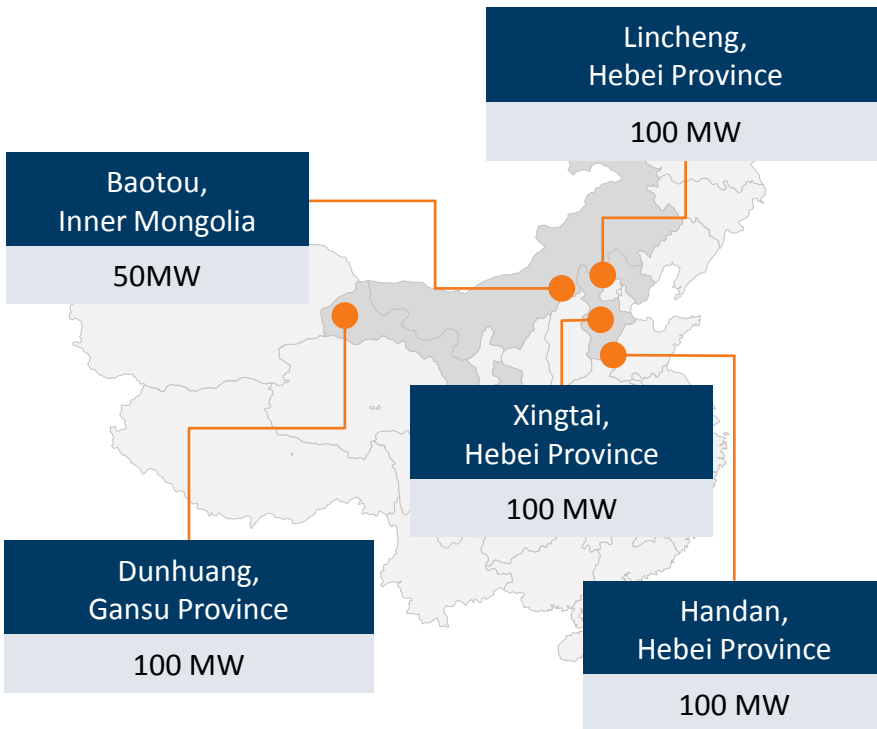 Lincheng,
Hebei Province
100 MW
Baotou,
Inner Mongolia
50MW
Xingtai,
Hebei Province
100 MW
Dunhuang,
Gansu Province
100 MW
Handan,
Hebei Province
100 MW